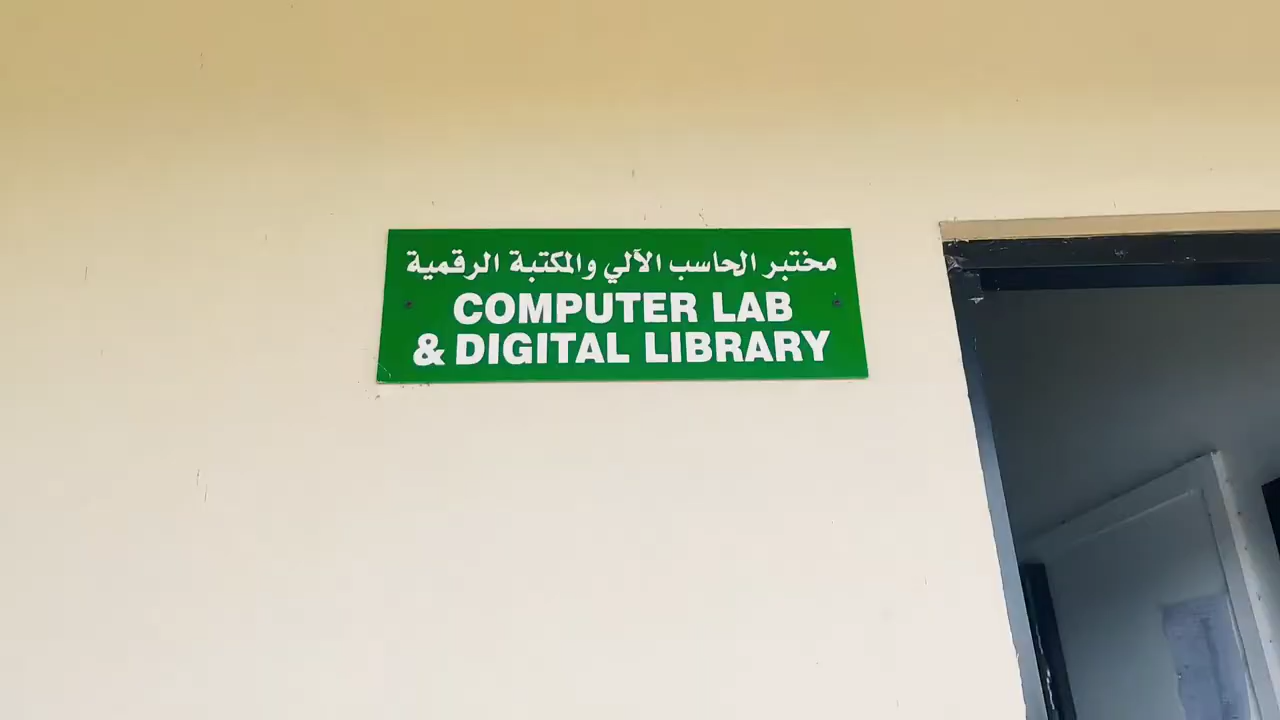 مختبر الحاسب الآلي والمكتبة الرقمية
COMPUTER LAB
& DIGITAL LIBRARY